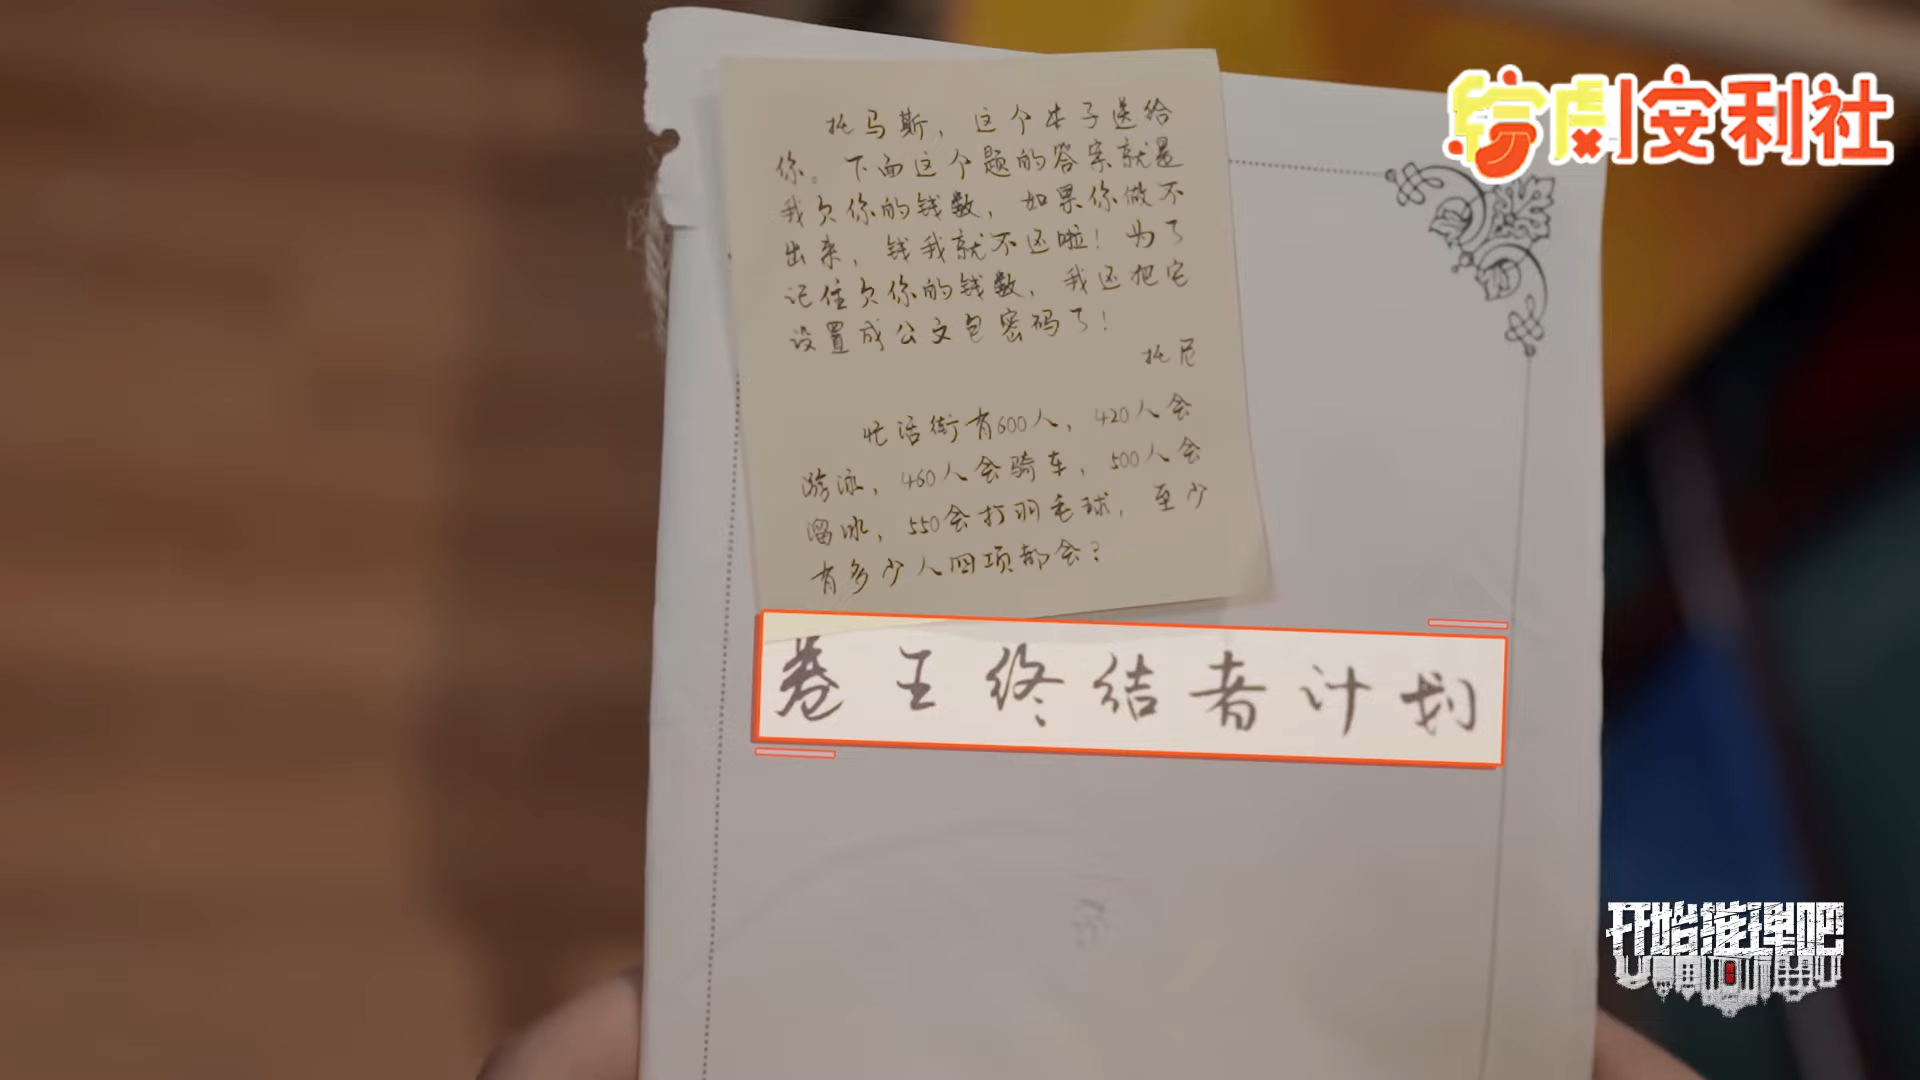 综剧安利社
托马斯，这个本子送给
你。下面这个题的答案就是
我欠你的钱数，如果你做不
出来，钱我就不还啦！为了
记住欠你的钱数，我还把它
设置成公文包密码了！
托尼
忙活街有600人，420人会
游泳，460人会骑车，500人会
溜冰，550会打羽毛球，至少
有多少人四项都会？
卷王终结者计划
开始推理吧